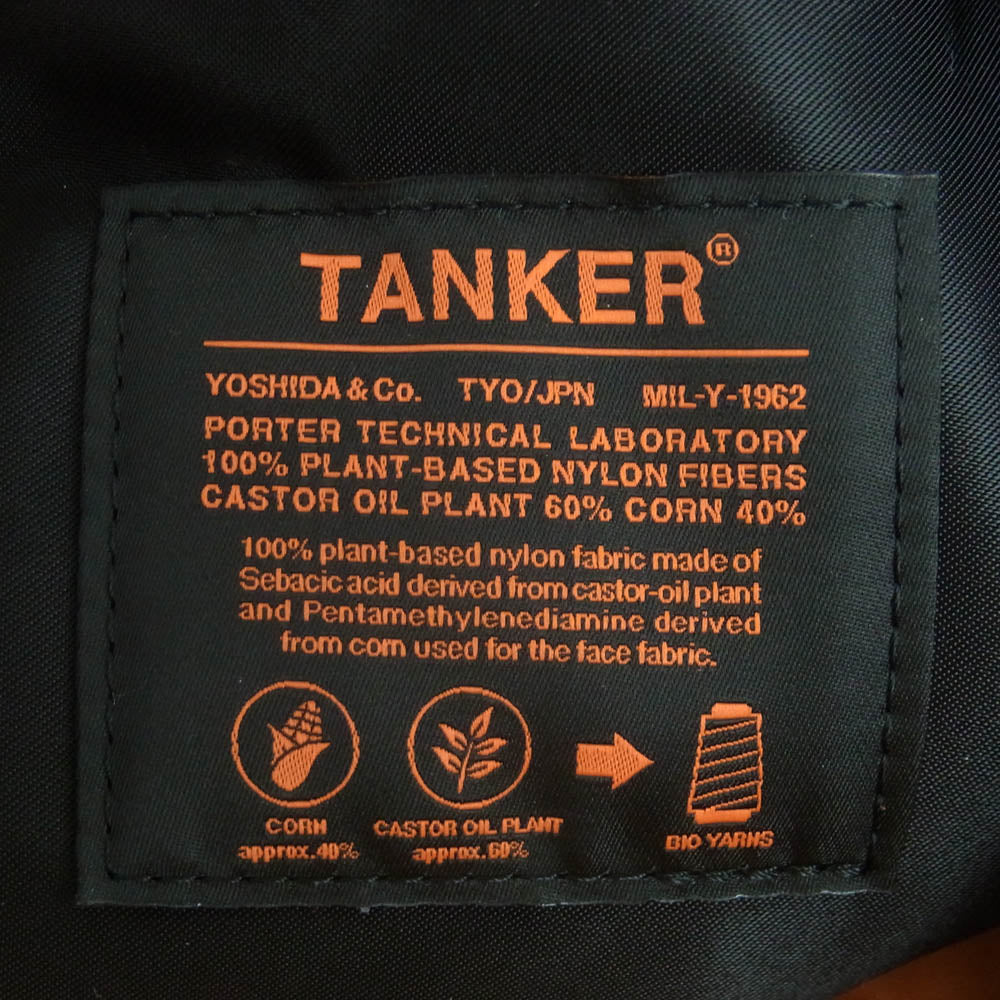 TANKER®
YOSHIDA & Co. TYO/JPN MIL-Y-1962
PORTER TECHNICAL LABORATORY
100% PLANT-BASED NYLON FIBERS
CASTOR OIL PLANT 60% CORN 40%
100% plant-based nylon fabric made of
Sebacic acid derived from castor-oil plant
and Pentamethylenediamine derived
from corn used for the face fabric.
CORN CASTOR OIL PLANT BIO YARNS
approx.40% approx.60%